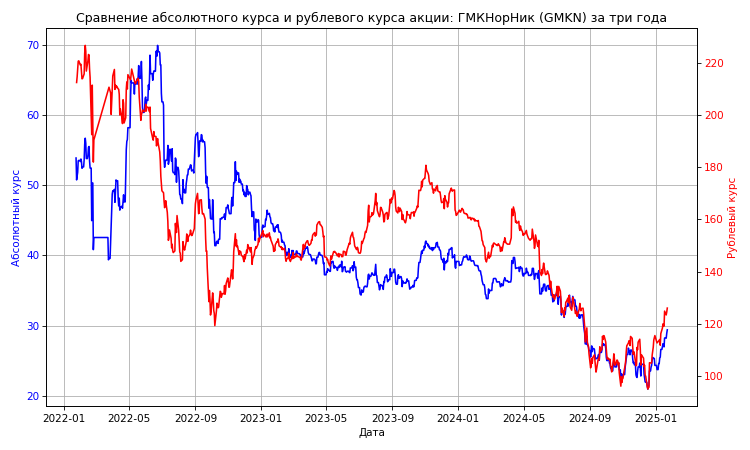 Сравнение абсолютного курса и рублевого курса акции: ГМКНорНик (GMKN) за три года
70
60
50
40
30
20
Абсолютный курс
220
200
180
160
140
120
100
Рублевый курс
2022-01 2022-05 2022-09 2023-01 2023-05 2023-09 2024-01 2024-05 2024-09 2025-01
Дата